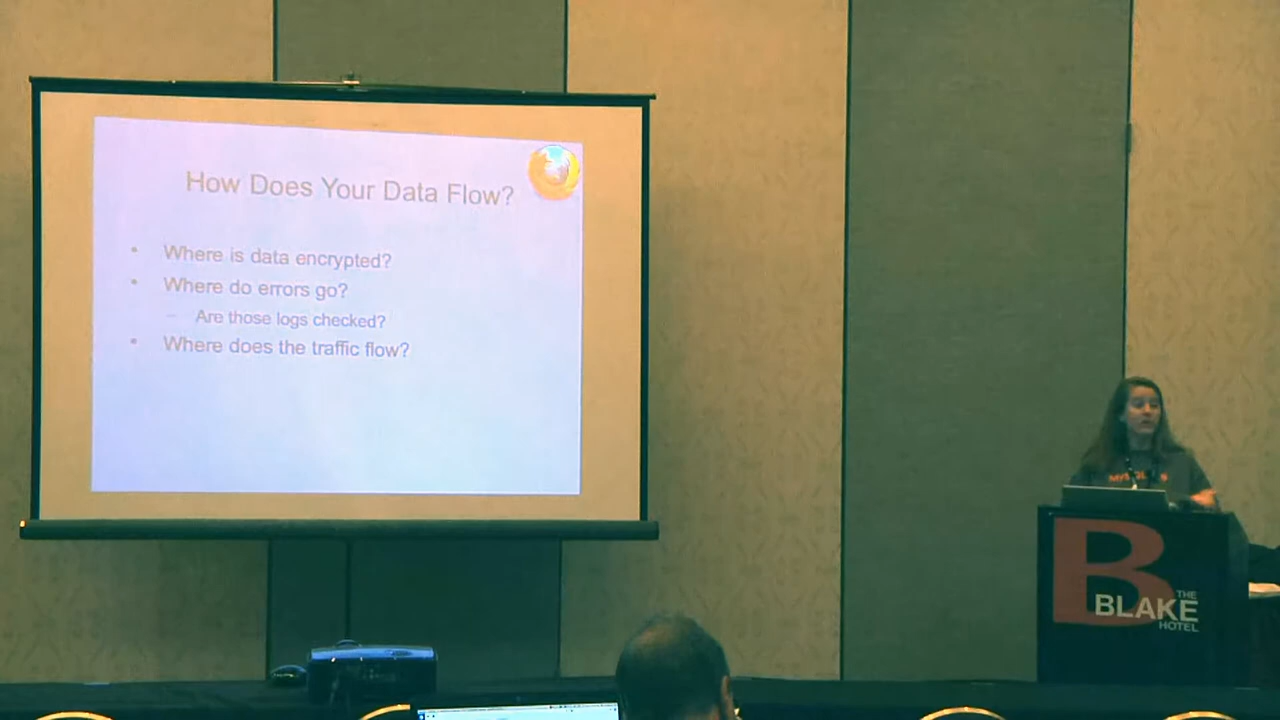 How Does Your Data Flow?
• Where is data encrypted?
• Where do errors go?
– Are those logs checked?
• Where does the traffic flow?
B
THE
BLAKE
HOTEL